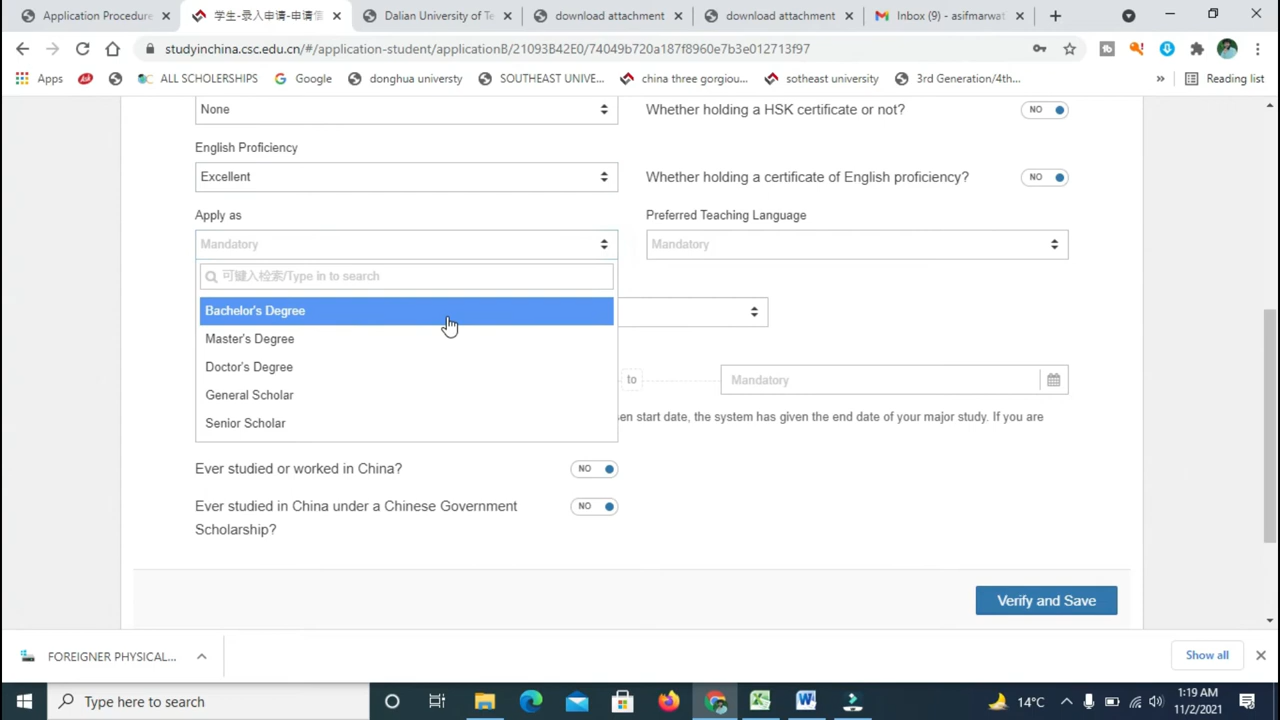 Application Procedure
学生-录入申请-申请信
Dalian University of Te
download attachment
download attachment
Inbox (9) - asifmarwat
studyinchina.csc.edu.cn/#/application-student/applicationB/21093B42E0/74049b720a187f8960e7b3e012713f97
Apps
ALL SCHOLERSHIPS
Google
donghua univursty
SOUTHEAST UNIVE...
china three gorgiou...
sotheast university
3rd Generation/4th...
»
Reading list
None
Whether holding a HSK certificate or not?
NO
English Proficiency
Excellent
Whether holding a certificate of English proficiency?
NO
Apply as
Preferred Teaching Language
Mandatory
Mandatory
可键入检索/Type in to search
Bachelor's Degree
Master's Degree
Doctor's Degree
to
Mandatory
General Scholar
en start date, the system has given the end date of your major study. If you are
Senior Scholar
Ever studied or worked in China?
NO
Ever studied in China under a Chinese Government
Scholarship?
NO
Verify and Save
FOREIGNER PHYSICAL...
Show all
Type here to search
14°C
1:19 AM
11/2/2021